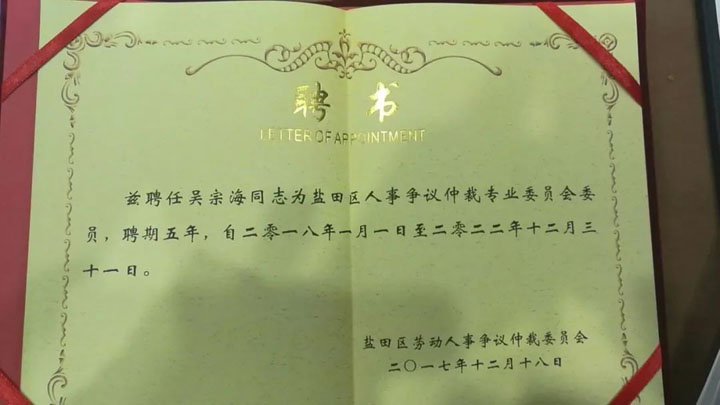 聘书
LETTER OF APPOINTMENT
兹聘任吴宗海同志为盐田区人事争议仲裁专业委员会委
员，聘期五年，自二零一八年一月一日至二零二二年十二月三
十一日。
盐田区劳动人事争议仲裁委员会
二〇一七年十二月十八日